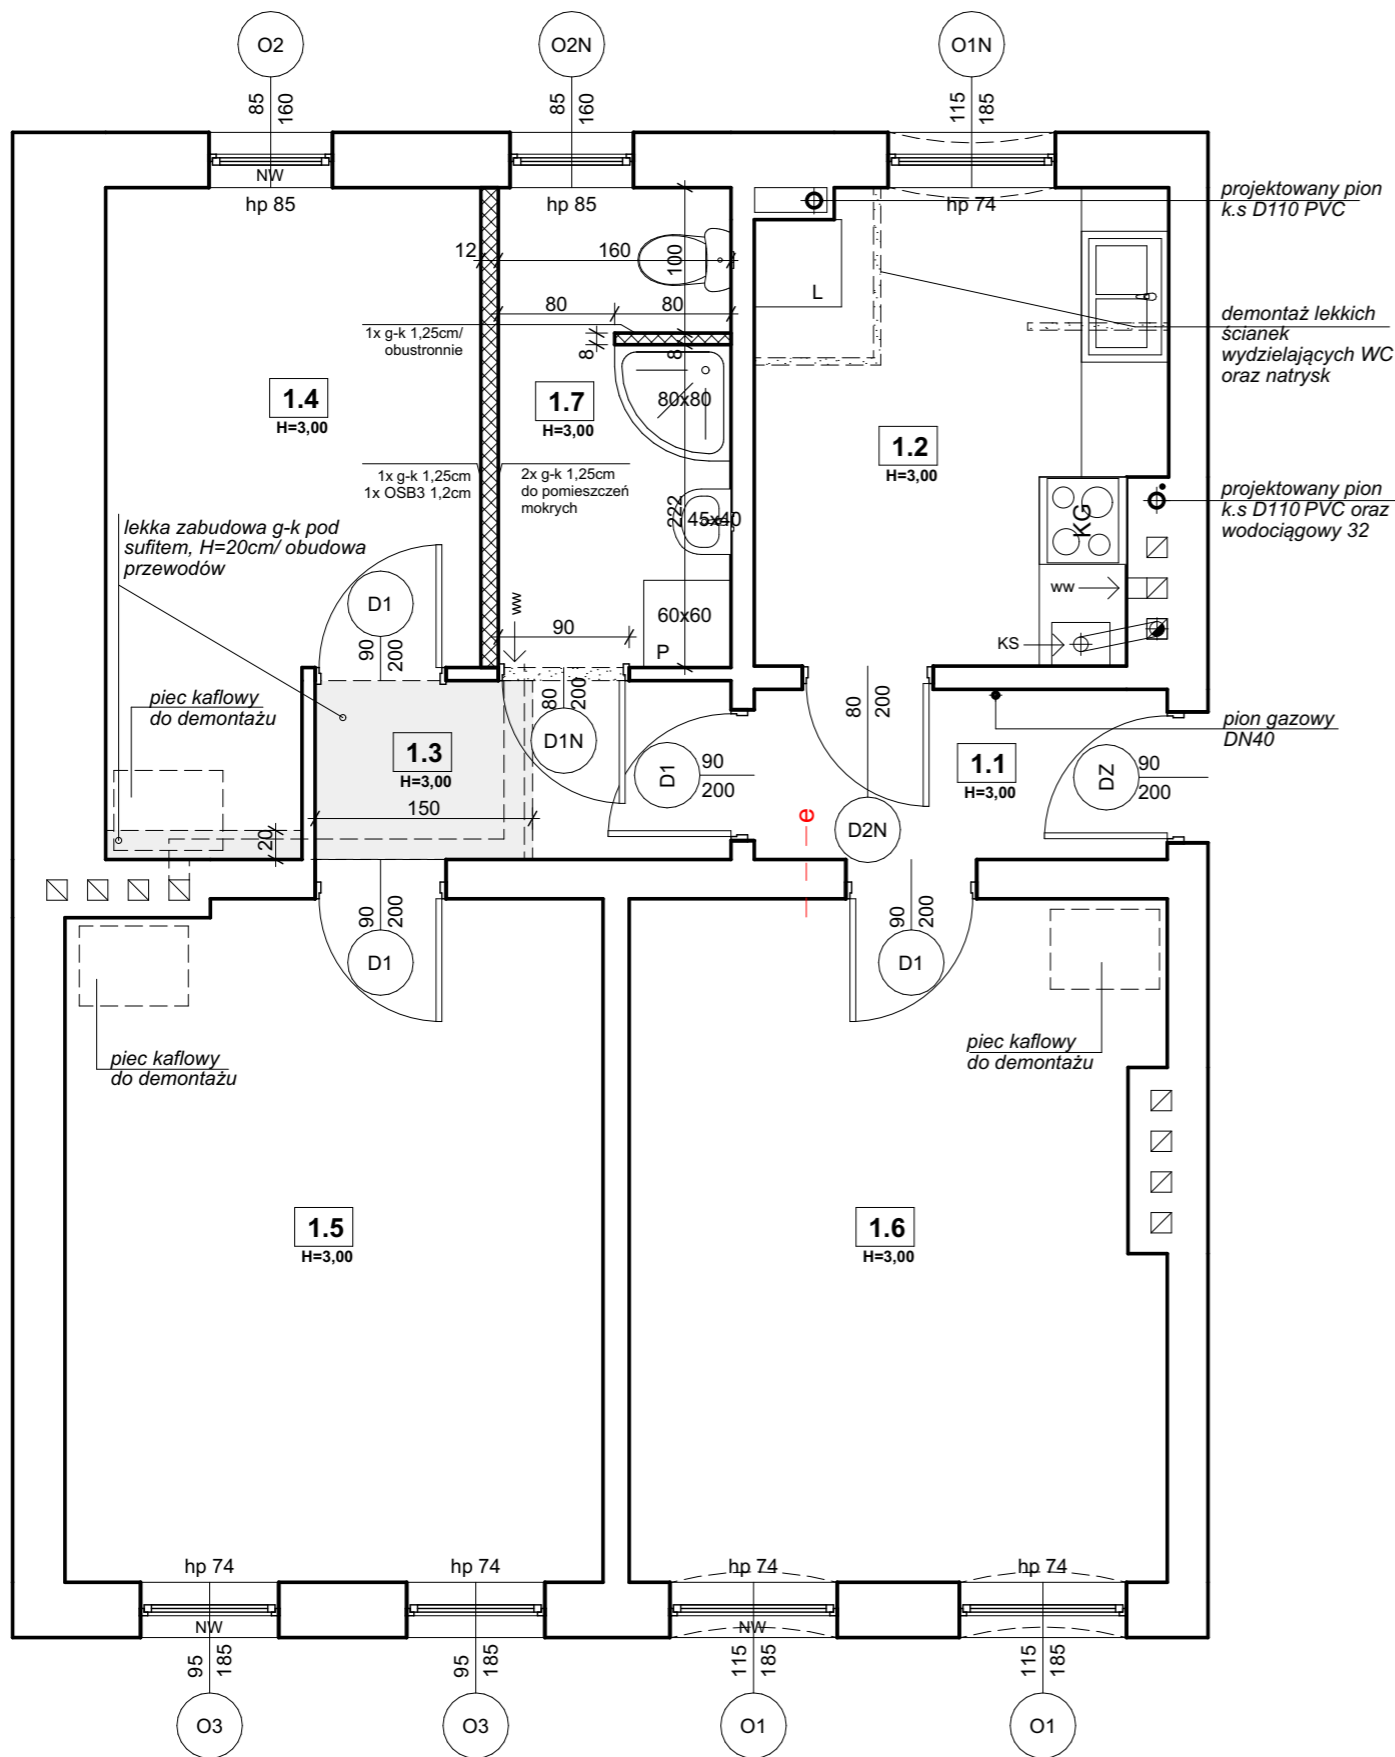 O2
O2N
O1N
85
160
85
160
115
185
NW
hp 85
hp 85
hp 74
projektowany pion
k.s D110 PVC
12
160
100
80
80
L
1x g-k 1,25cm/
obustronnie
8
8
demontaż lekkich
ścianek
wydzielających WC
oraz natrysk
1.4
H=3,00
1.7
H=3,00
80x80
1.2
H=3,00
1x g-k 1,25cm
1x OSB3 1,2cm
2x g-k 1,25cm
do pomieszczeń
mokrych
222
45x40
KG
projektowany pion
k.s D110 PVC oraz
wodociągowy 32
lekka zabudowa g-k pod
sufitem, H=20cm/ obudowa
przewodów
D1
90
200
ww
60x60
90
P
ww
KS
piec kaflowy
do demontażu
80
200
80
200
pion gazowy
DN40
1.3
H=3,00
D1N
D1
90
200
1.1
H=3,00
DZ
90
200
150
20
e
D2N
90
200
D1
90
200
D1
piec kaflowy
do demontażu
piec kaflowy
do demontażu
1.5
H=3,00
1.6
H=3,00
hp 74
hp 74
hp 74
hp 74
NW
NW
95
185
95
185
115
185
115
185
O3
O3
O1
O1